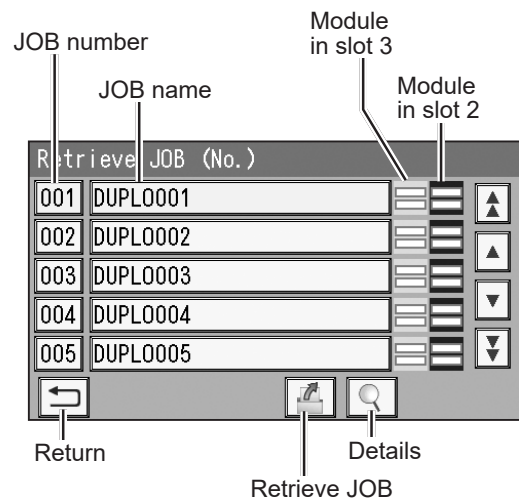 JOB number
JOB name
Module
in slot 3
Module
in slot 2
Retrieve JOB (No.)
001 DUPLO001
002 DUPLO002
003 DUPLO003
004 DUPLO004
005 DUPLO005
Return
Retrieve JOB
Details